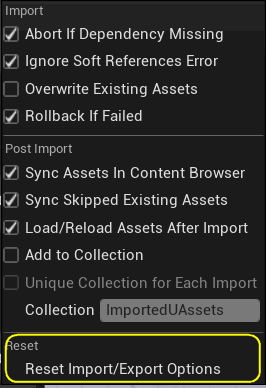 Import
Abort If Dependency Missing
Ignore Soft References Error
Overwrite Existing Assets
Rollback If Failed
Post Import
Sync Assets In Content Browser
Sync Skipped Existing Assets
Load/Reload Assets After Import
Add to Collection
Unique Collection for Each Import
Collection ImportedUAssets
Reset
Reset Import/Export Options